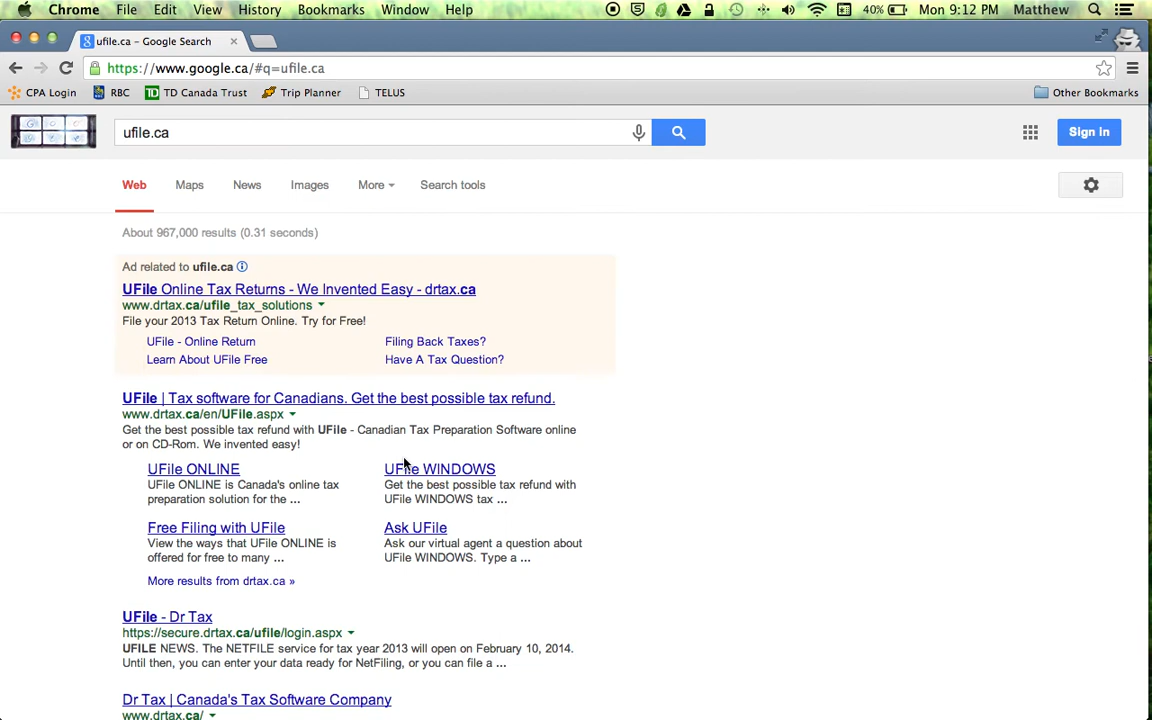 Chrome File Edit View History Bookmarks Window Help 40% Mon 9:12 PM Matthew
ufile.ca - Google Search
https://www.google.ca/#q=ufile.ca
CPA Login RBC TD TD Canada Trust Trip Planner TELUS Other Bookmarks
ufile.ca Sign in
Web Maps News Images More Search tools
About 967,000 results (0.31 seconds)
Ad related to ufile.ca
UFile Online Tax Returns - We Invented Easy - drtax.ca
www.drtax.ca/ufile_tax_solutions
File your 2013 Tax Return Online. Try for Free!
UFile - Online Return Filing Back Taxes?
Learn About UFile Free Have A Tax Question?
UFile | Tax software for Canadians. Get the best possible tax refund.
www.drtax.ca/en/UFile.aspx
Get the best possible tax refund with UFile - Canadian Tax Preparation Software online
or on CD-Rom. We invented easy!
UFile ONLINE UFile WINDOWS
UFile ONLINE is Canada's online tax Get the best possible tax refund with
preparation solution for the ... UFile WINDOWS tax ...
Free Filing with UFile Ask UFile
View the ways that UFile ONLINE is Ask our virtual agent a question about
offered for free to many ... UFile WINDOWS. Type a ...
More results from drtax.ca »
UFile - Dr Tax
https://secure.drtax.ca/ufile/login.aspx
UFILE NEWS. The NETFILE service for tax year 2013 will open on February 10, 2014.
Until then, you can enter your data ready for NetFiling, or you can file a ...
Dr Tax | Canada's Tax Software Company
www.drtax.ca/